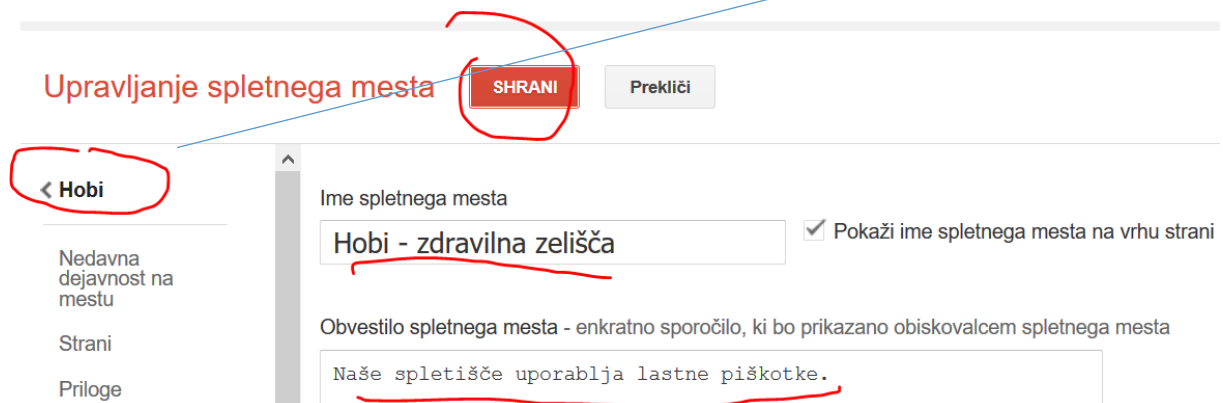 Upravljanje spletnega mesta SHRANI Prekliči
Hobi
Nedavna
dejavnost na
mestu
Strani
Priloge
Ime spletnega mesta
Hobi - zdravilna zelišča
Pokaži ime spletnega mesta na vrhu strani
Obvestilo spletnega mesta - enkratno sporočilo, ki bo prikazano obiskovalcem spletnega mesta
Naše spletišče uporablja lastne piškotke.